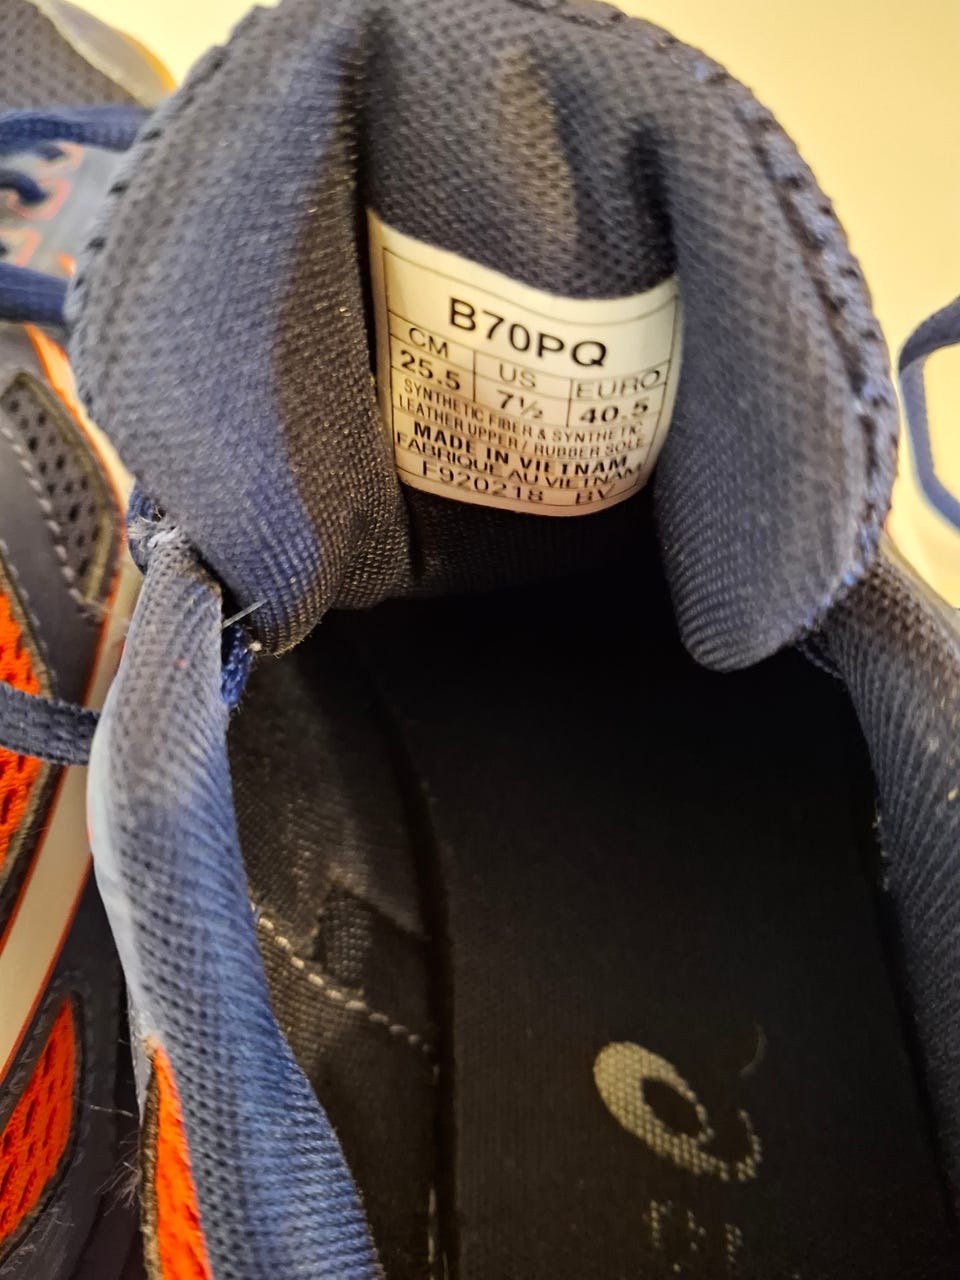 B70PQ
CM US EURO
25.5 7½ 40.5
SYNTHETIC FIBER & SYNTHETIC
LEATHER UPPER / RUBBER SOLE
MADE IN VIETNAM
FABRIQUE AU VIETNAM
F920218 BV